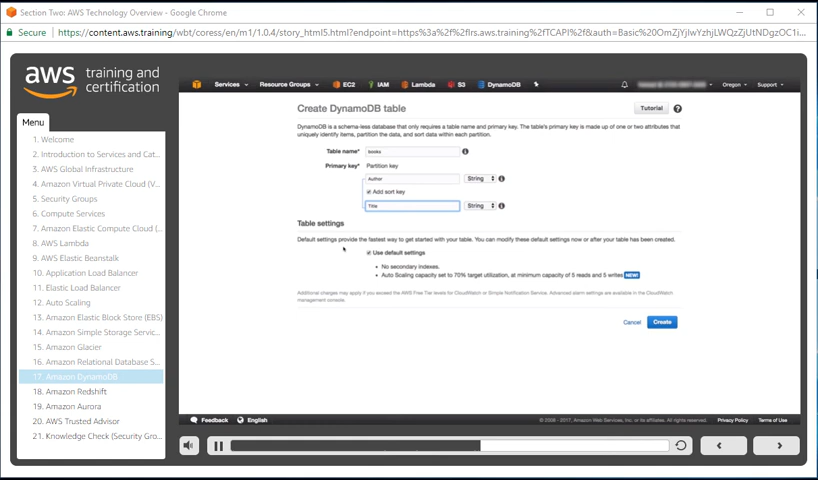 Section Two: AWS Technology Overview - Google Chrome
Secure https://content.aws.training/wbt/coress/en/m1/1.0.4/story_html5.html?endpoint=https%3a%2f%2flrs.aws.training%2fTCAPI%2f&auth=Basic%20OmZjYjIwYzhjLWQzZjUtNDgzOC1i...
aws training and certification
Menu
1. Welcome
2. Introduction to Services and Cat...
3. AWS Global Infrastructure
4. Amazon Virtual Private Cloud (V...
5. Security Groups
6. Compute Services
7. Amazon Elastic Compute Cloud (...
8. AWS Lambda
9. AWS Elastic Beanstalk
10. Application Load Balancer
11. Elastic Load Balancer
12. Auto Scaling
13. Amazon Elastic Block Store (EBS)
14. Amazon Simple Storage Servic...
15. Amazon Glacier
16. Amazon Relational Database S...
17. Amazon DynamoDB
18. Amazon Redshift
19. Amazon Aurora
20. AWS Trusted Advisor
21. Knowledge Check (Security Gro...
Services Resource Groups EC2 IAM Lambda S3 DynamoDB Oregon Support
Create DynamoDB table Tutorial
DynamoDB is a schema-less database that only requires a table name and primary key. The table's primary key is made up of one or two attributes that
uniquely identify items, partition the data, and sort data within each partition.
Table name* books
Primary key* Partition key
Author String
Add sort key
Title String
Table settings
Default settings provide the fastest way to get started with your table. You can modify these default settings now or after your table has been created.
Use default settings
• No secondary indexes.
• Auto Scaling capacity set to 70% target utilization, at minimum capacity of 5 reads and 5 writes NEW!
Additional charges may apply if you exceed the AWS Free Tier levels for CloudWatch or Simple Notification Service. Advanced alarm settings are available in the CloudWatch
management console.
Cancel Create
Feedback English © 2008 - 2017, Amazon Web Services, Inc. or its affiliates. All rights reserved. Privacy Policy Terms of Use